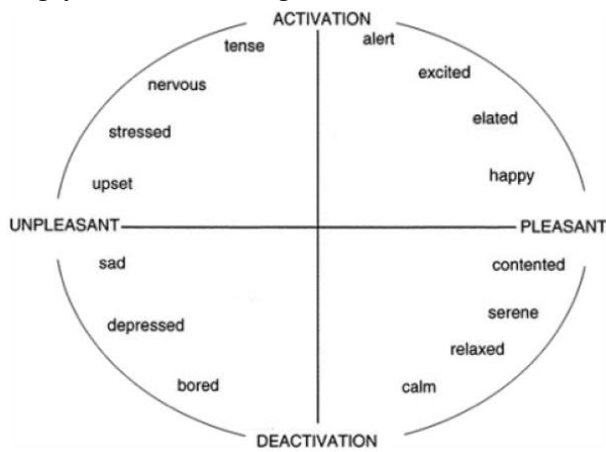 ACTIVATION
tense
alert
nervous
excited
stressed
elated
upset
happy
UNPLEASANT
PLEASANT
sad
contented
depressed
serene
relaxed
bored
calm
DEACTIVATION